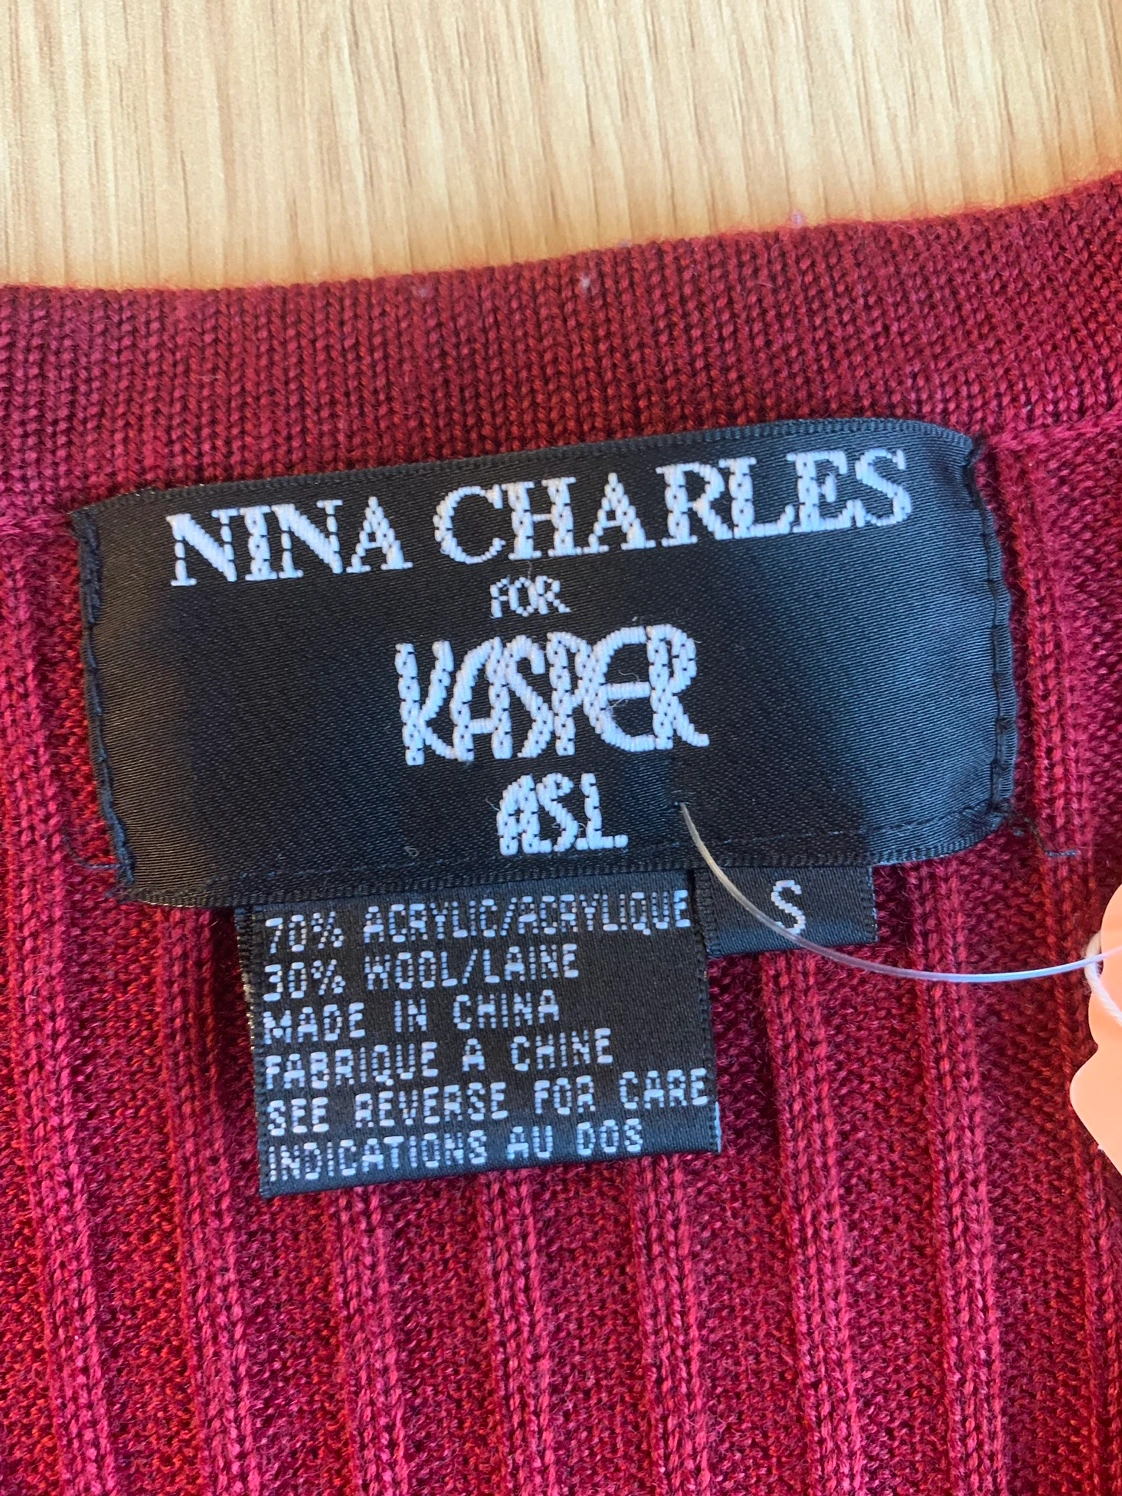 NINA CHARLES
FOR
KASPER
A.S.L.
S
70% ACRYLIC/ACRYLIQUE
30% WOOL/LAINE
MADE IN CHINA
FABRIQUE A CHINE
SEE REVERSE FOR CARE
INDICATIONS AU DOS